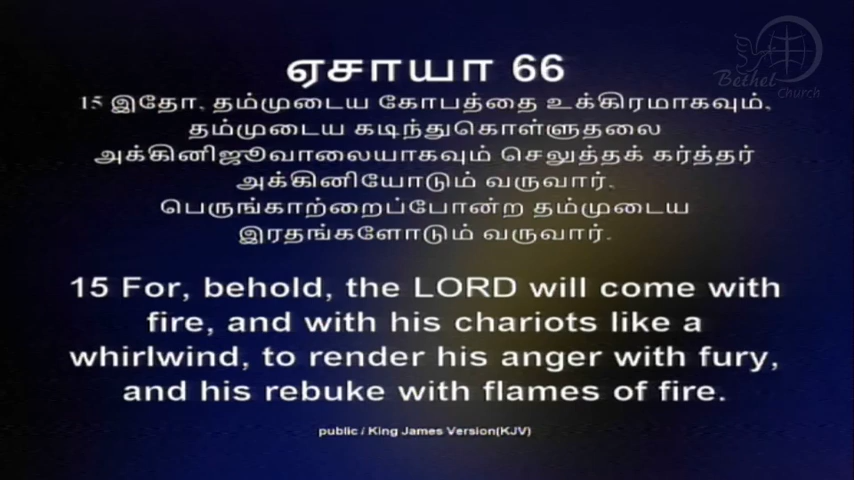 ஏசாயா 66
15 இதோ, தம்முடைய கோபத்தை உக்கிரமாகவும்,
தம்முடைய கடிந்துகொள்ளுதலை
அக்கினிஜூவாலையாகவும் செலுத்தக் கர்த்தர்
அக்கினியோடும் வருவார்,
பெருங்காற்றைப்போன்ற தம்முடைய
இரதங்களோடும் வருவார்.
15 For, behold, the LORD will come with
fire, and with his chariots like a
whirlwind, to render his anger with fury,
and his rebuke with flames of fire.
public / King James Version(KJV)
Bethel
Church